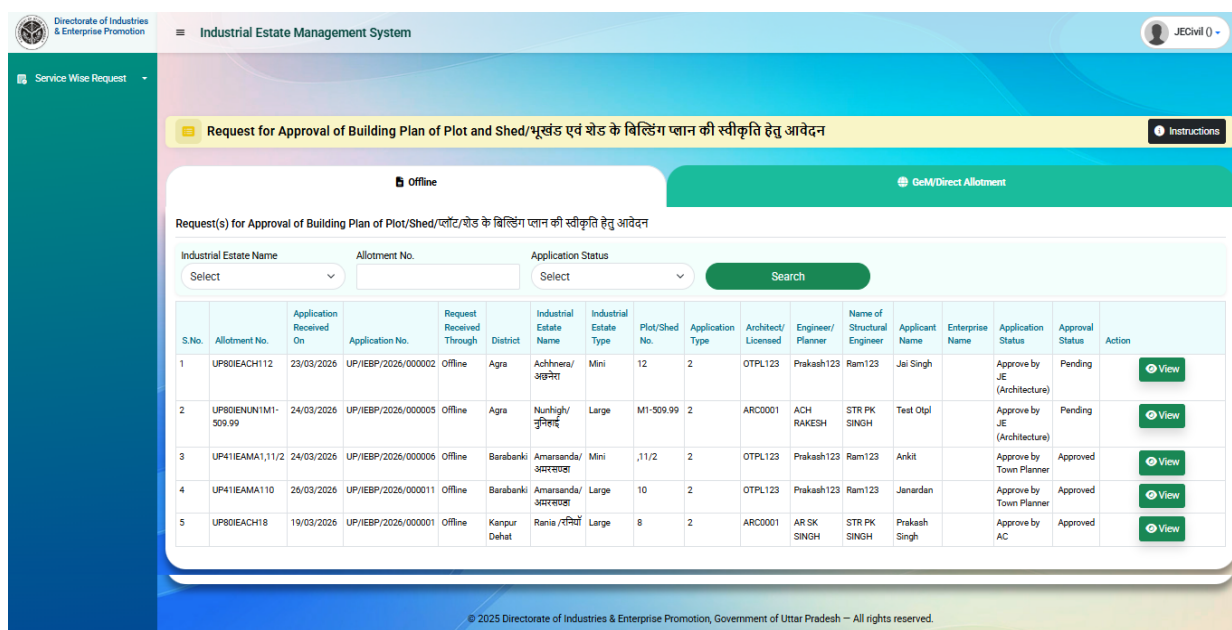 Directorate of Industries
& Enterprise Promotion
Industrial Estate Management System
JECivil ()
Service Wise Request
Request for Approval of Building Plan of Plot and Shed/भूखंड एवं शेड के बिल्डिंग प्लान की स्वीकृति हेतु आवेदन
Instructions
Offline
GeM/Direct Allotment
Request(s) for Approval of Building Plan of Plot/Shed/प्लॉट/शेड के बिल्डिंग प्लान की स्वीकृति हेतु आवेदन
Industrial Estate Name Allotment No. Application Status
Select Select Search
S.No. Allotment No. Application Received On Application No. Request Received Through District Industrial Estate Name Industrial Estate Type Plot/Shed No. Application Type Architect/ Licensed Engineer/ Planner Name of Structural Engineer Applicant Name Enterprise Name Application Status Approval Status Action
1 UP80IEACH112 23/03/2026 UP/IEBP/2026/000002 Offline Agra Achhnera/ अछनेरा Mini 12 2 OTPL123 Prakash123 Ram123 Jai Singh Approve by JE (Architecture) Pending View
2 UP80IENUN1M1-509.99 24/03/2026 UP/IEBP/2026/000005 Offline Agra Nunhigh/ नुनिहाई Large M1-509.99 2 ARC0001 ACH RAKESH STR PK SINGH Test Otpl Approve by JE (Architecture) Pending View
3 UP41IEAMA1,11/2 24/03/2026 UP/IEBP/2026/000006 Offline Barabanki Amarsanda/ अमरसण्डा Mini ,11/2 2 OTPL123 Prakash123 Ram123 Ankit Approve by Town Planner Approved View
4 UP41IEAMA110 26/03/2026 UP/IEBP/2026/000011 Offline Barabanki Amarsanda/ अमरसण्डा Large 10 2 OTPL123 Prakash123 Ram123 Janardan Approve by Town Planner Approved View
5 UP80IEACH18 19/03/2026 UP/IEBP/2026/000001 Offline Kanpur Dehat Rania /रनियाँ Large 8 2 ARC0001 AR SK SINGH STR PK SINGH Prakash Singh Approve by AC Approved View
© 2025 Directorate of Industries & Enterprise Promotion, Government of Uttar Pradesh — All rights reserved.